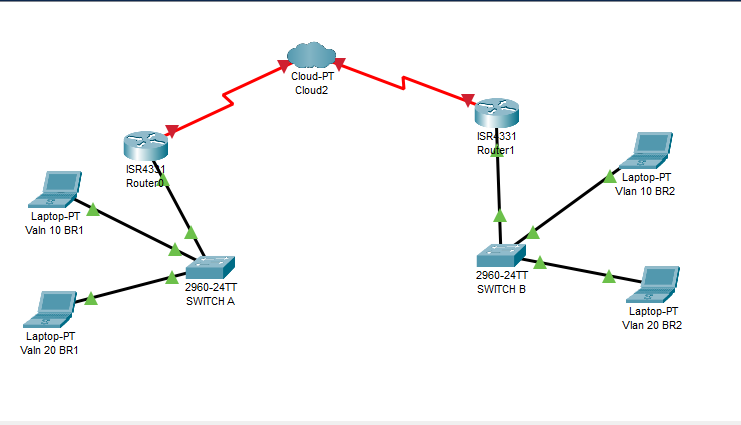 Cloud-PT
Cloud2
ISR4331
Router0
ISR4331
Router1
Laptop-PT
Valn 10 BR1
Laptop-PT
Vlan 10 BR2
2960-24TT
SWITCH A
2960-24TT
SWITCH B
Laptop-PT
Valn 20 BR1
Laptop-PT
Vlan 20 BR2